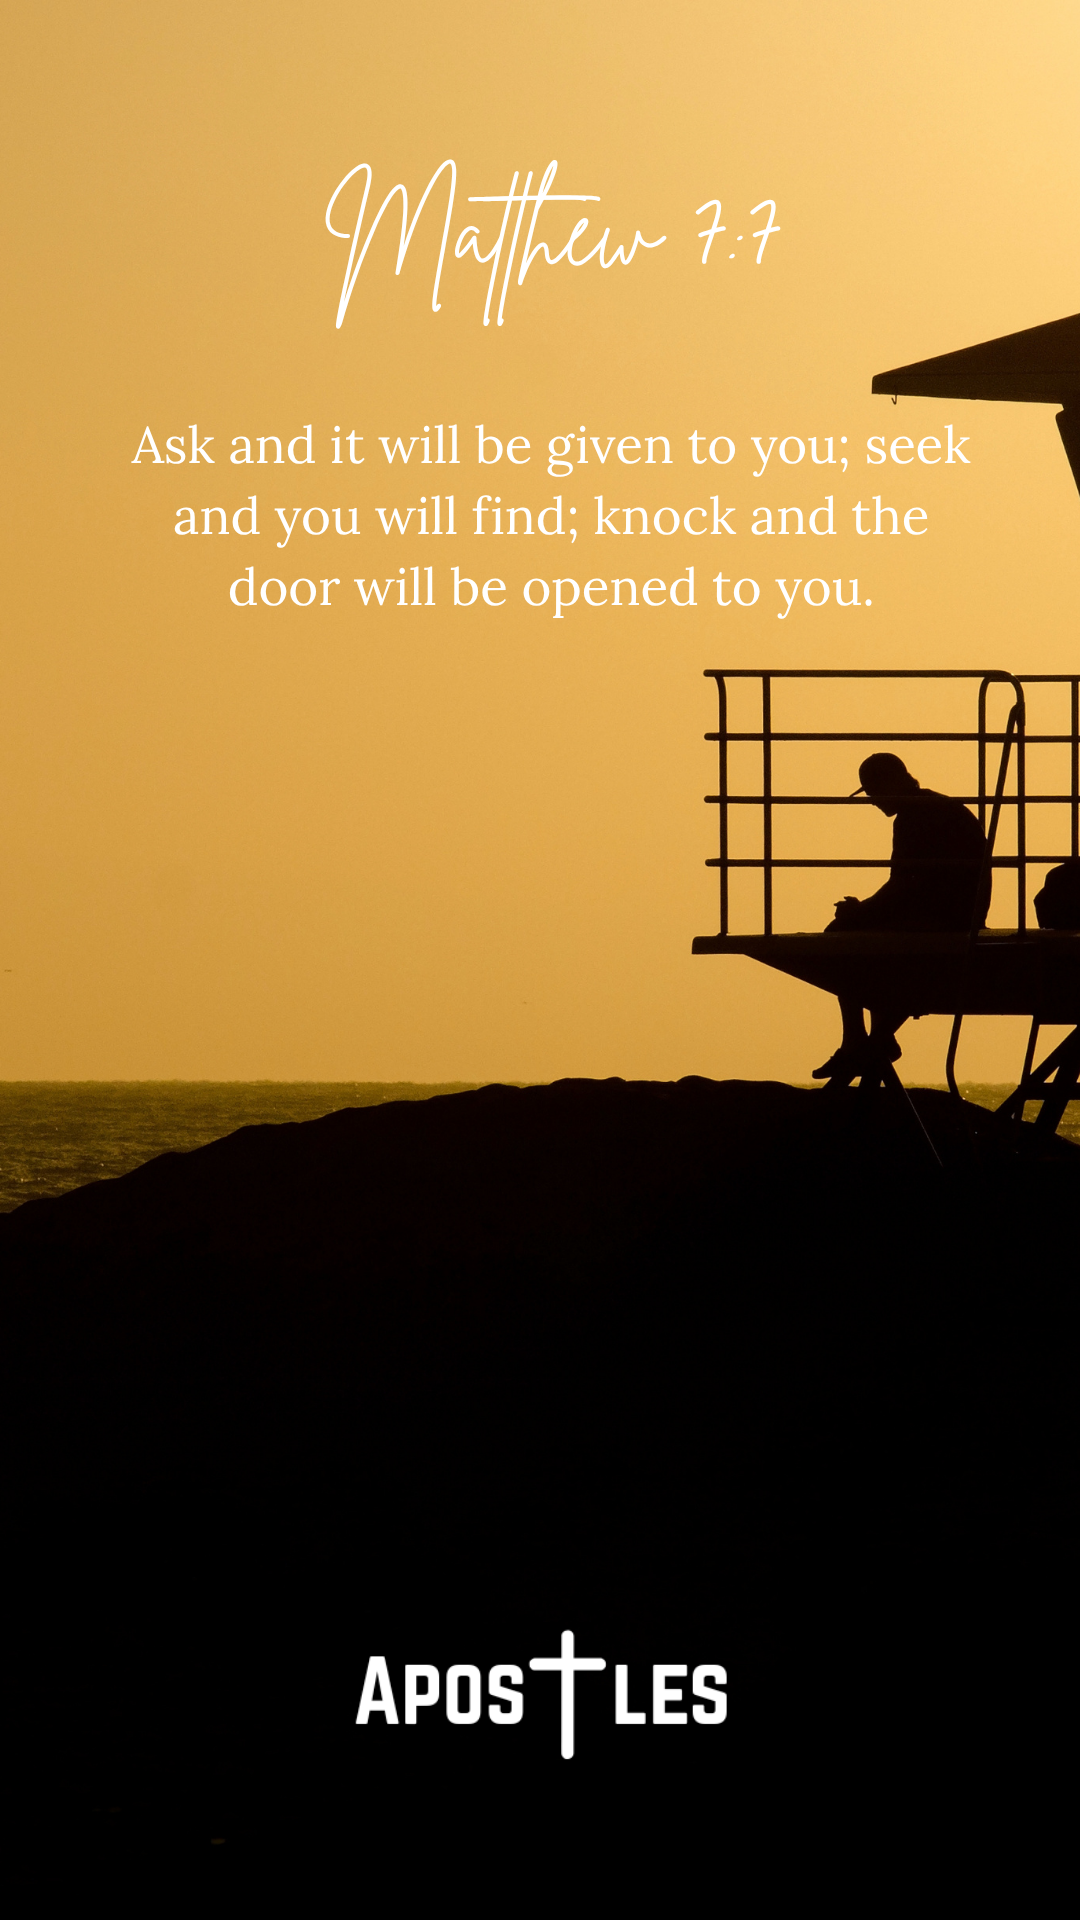 Matthew 7:7
Ask and it will be given to you; seek
and you will find; knock and the
door will be opened to you.
APOSTLES